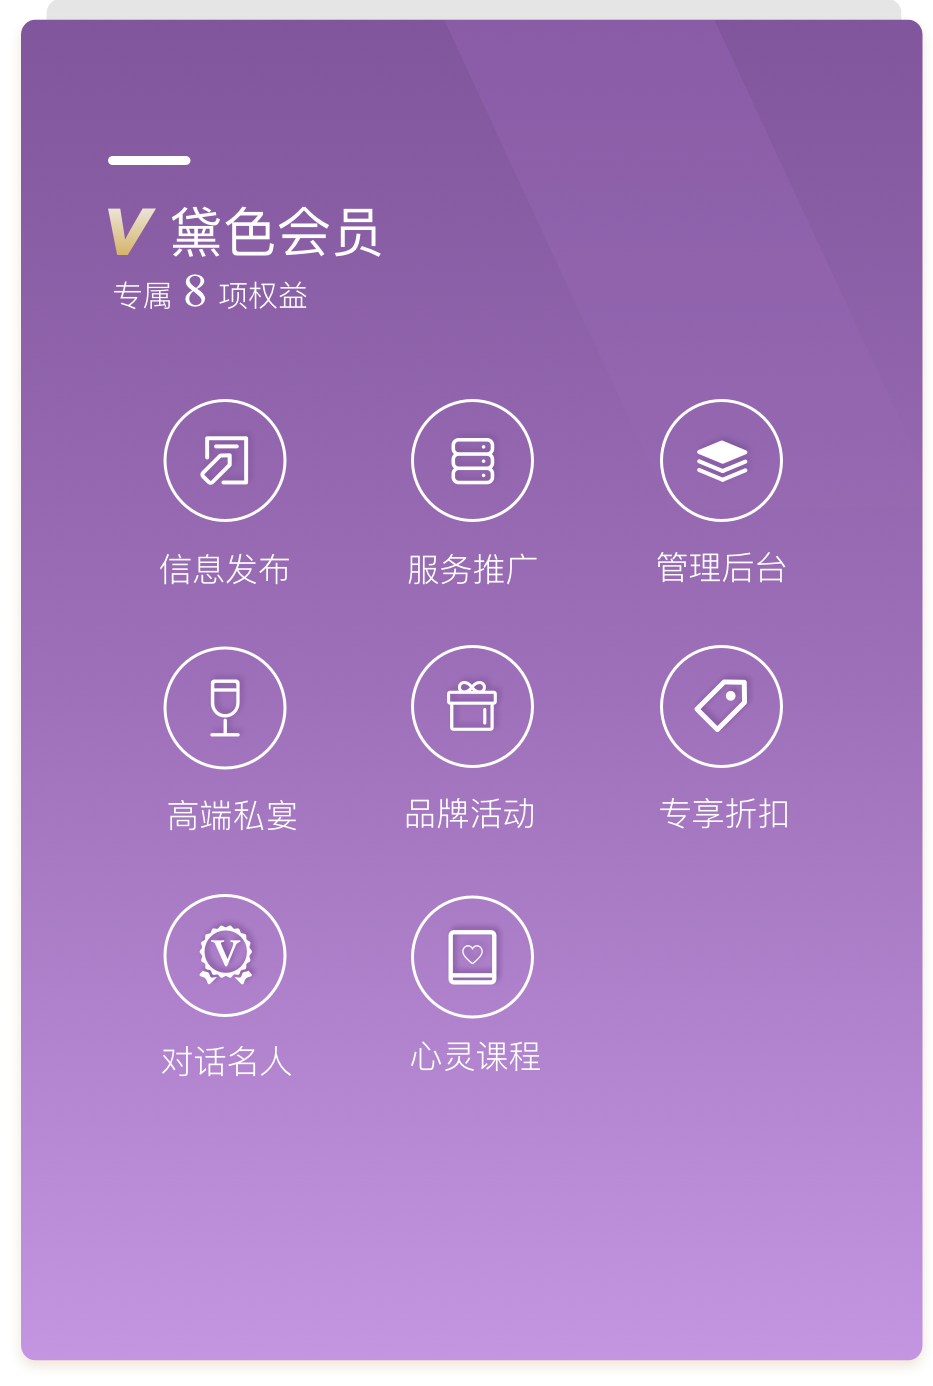 V 黛色会员
专属 8 项权益
信息发布 服务推广 管理后台
高端私宴 品牌活动 专享折扣
V
对话名人 心灵课程